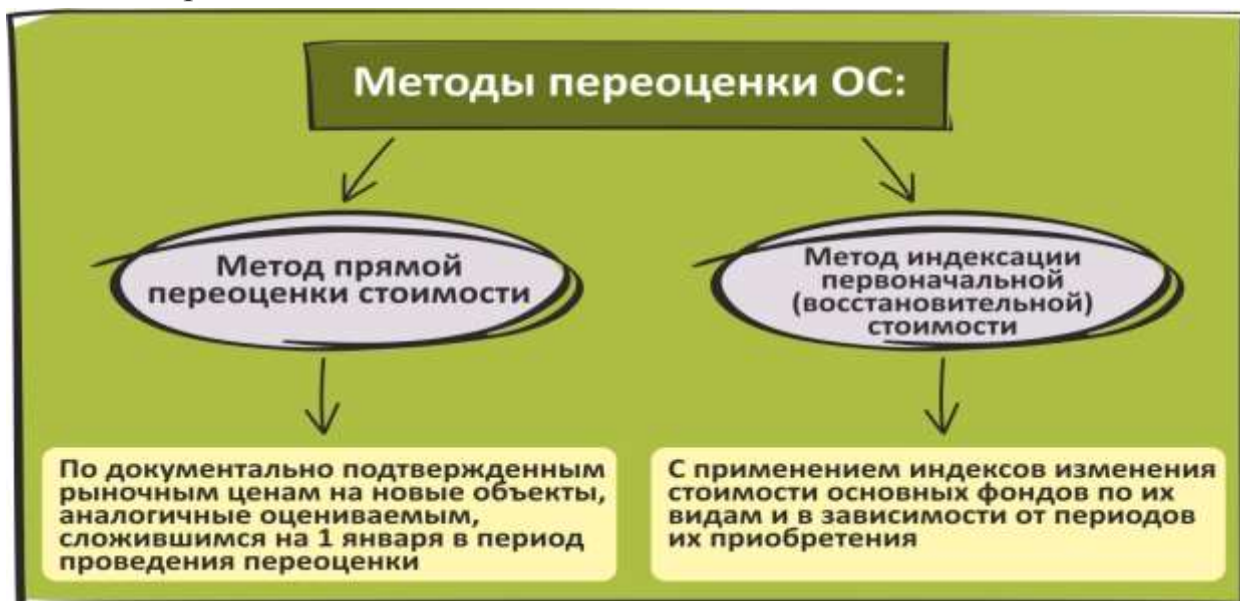 Методы переоценки ОС:
Метод прямой
переоценки стоимости
Метод индексации
первоначальной
(восстановительной)
стоимости
По документально подтвержденным
рыночным ценам на новые объекты,
аналогичные оцениваемым,
сложившимся на 1 января в период
проведения переоценки
С применением индексов изменения
стоимости основных фондов по их
видам и в зависимости от периодов
их приобретения